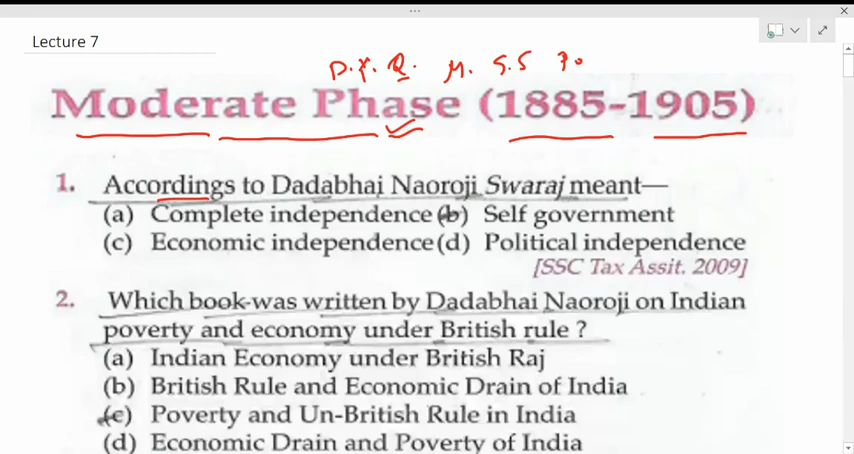 Lecture 7
D.Y. Q. M. S.S
Moderate Phase (1885-1905)
1. Accordings to Dadabhai Naoroji Swaraj meant—
(a) Complete independence (b) Self government
(c) Economic independence (d) Political independence
[SSC Tax Assit. 2009]
2. Which book was written by Dadabhai Naoroji on Indian
poverty and economy under British rule ?
(a) Indian Economy under British Raj
(b) British Rule and Economic Drain of India
(c) Poverty and Un-British Rule in India
(d) Economic Drain and Poverty of India